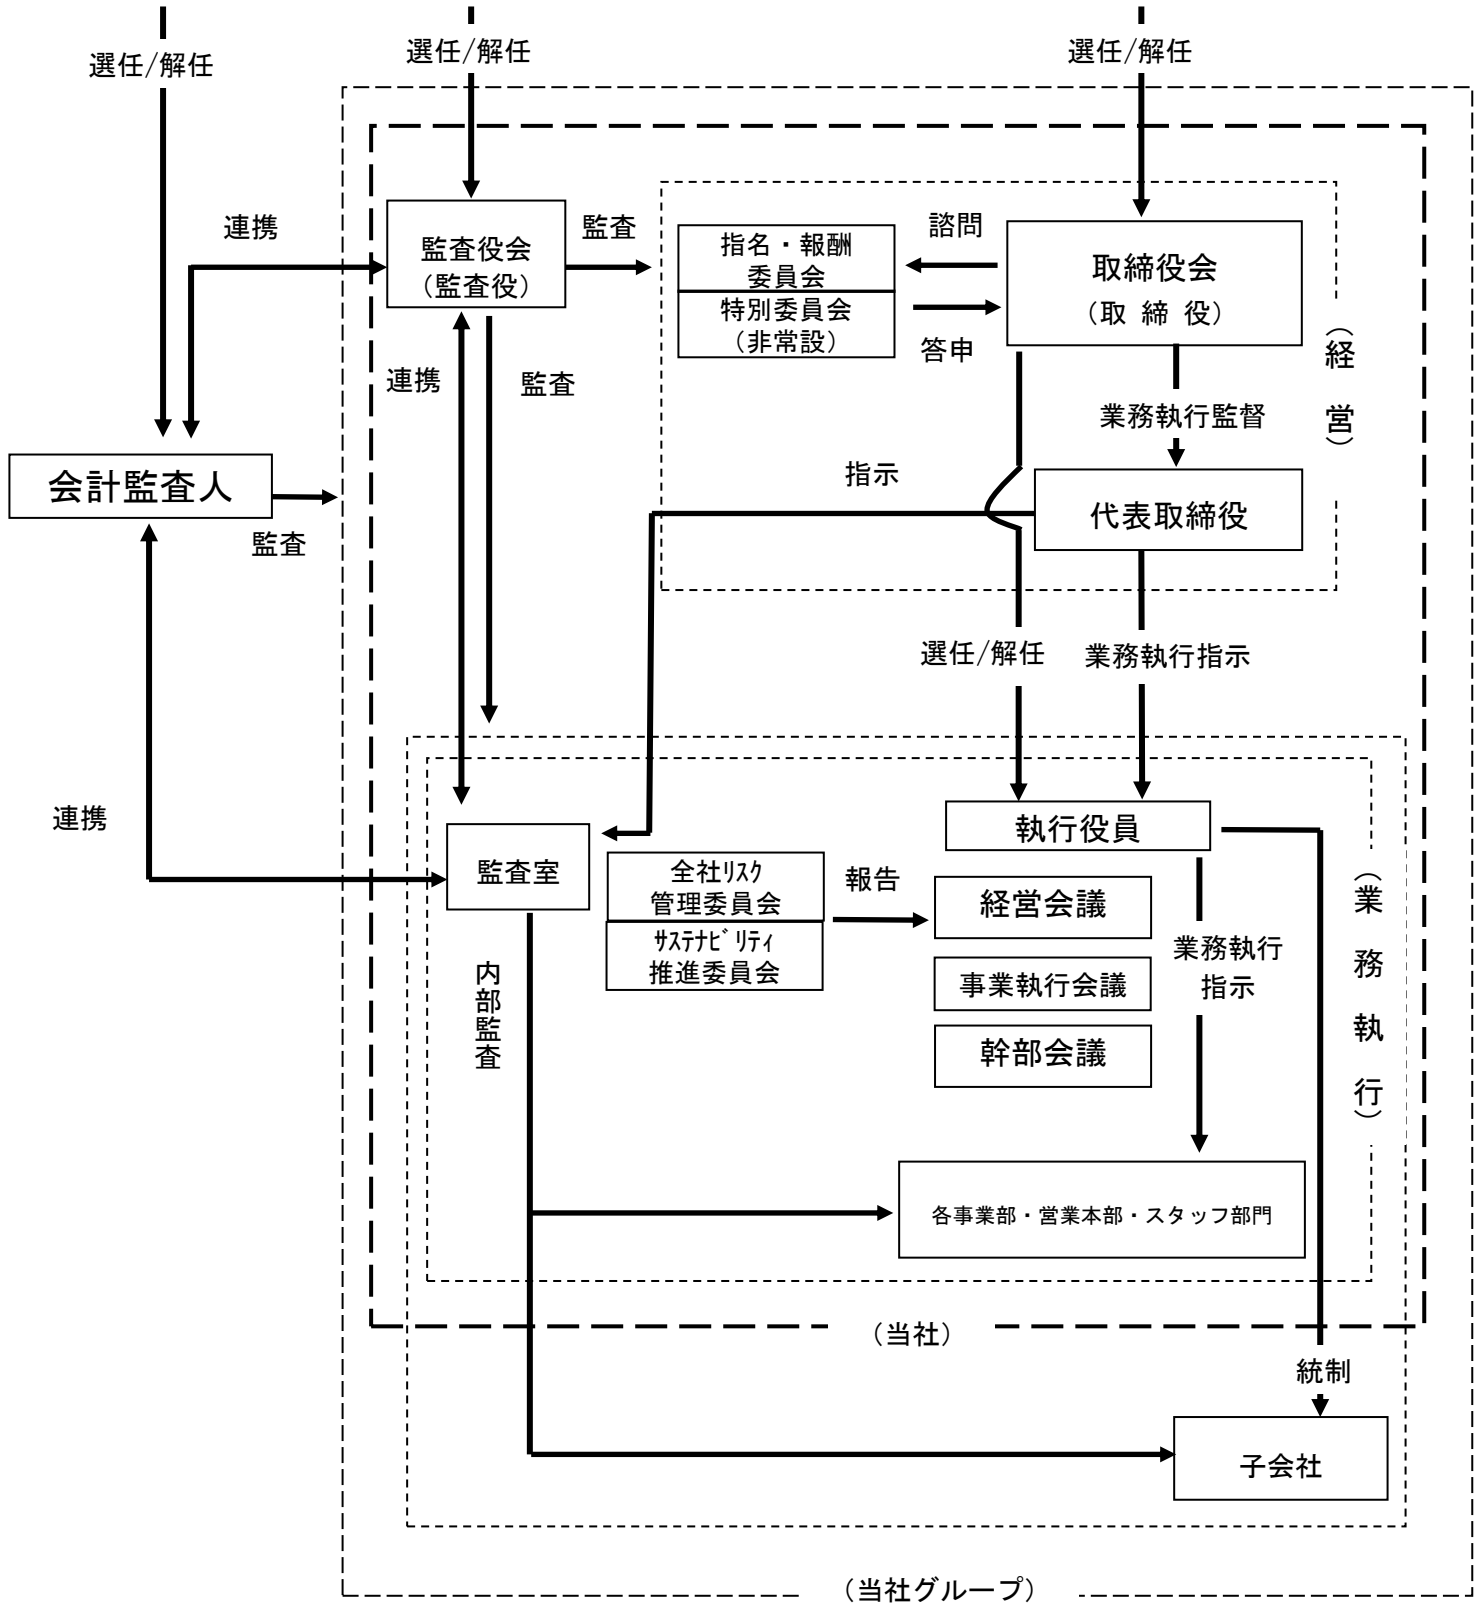 選任/解任
選任/解任
選任/解任
連携
監査役会
（監査役）
監査
指名・報酬
委員会
特別委員会
（非常設）
諮問
答申
取締役会
（取 締 役）
（経 営）
連携
監査
業務執行監督
会計監査人
監査
指示
代表取締役
選任/解任
業務執行指示
連携
監査室
執行役員
全社ﾘｽｸ
管理委員会
ｻｽﾃﾅﾋﾞﾘﾃｨ
推進委員会
報告
経営会議
事業執行会議
幹部会議
業務執行
指示
（業 務 執 行）
内部監査
各事業部・営業本部・スタッフ部門
（当社）
統制
子会社
（当社グループ）